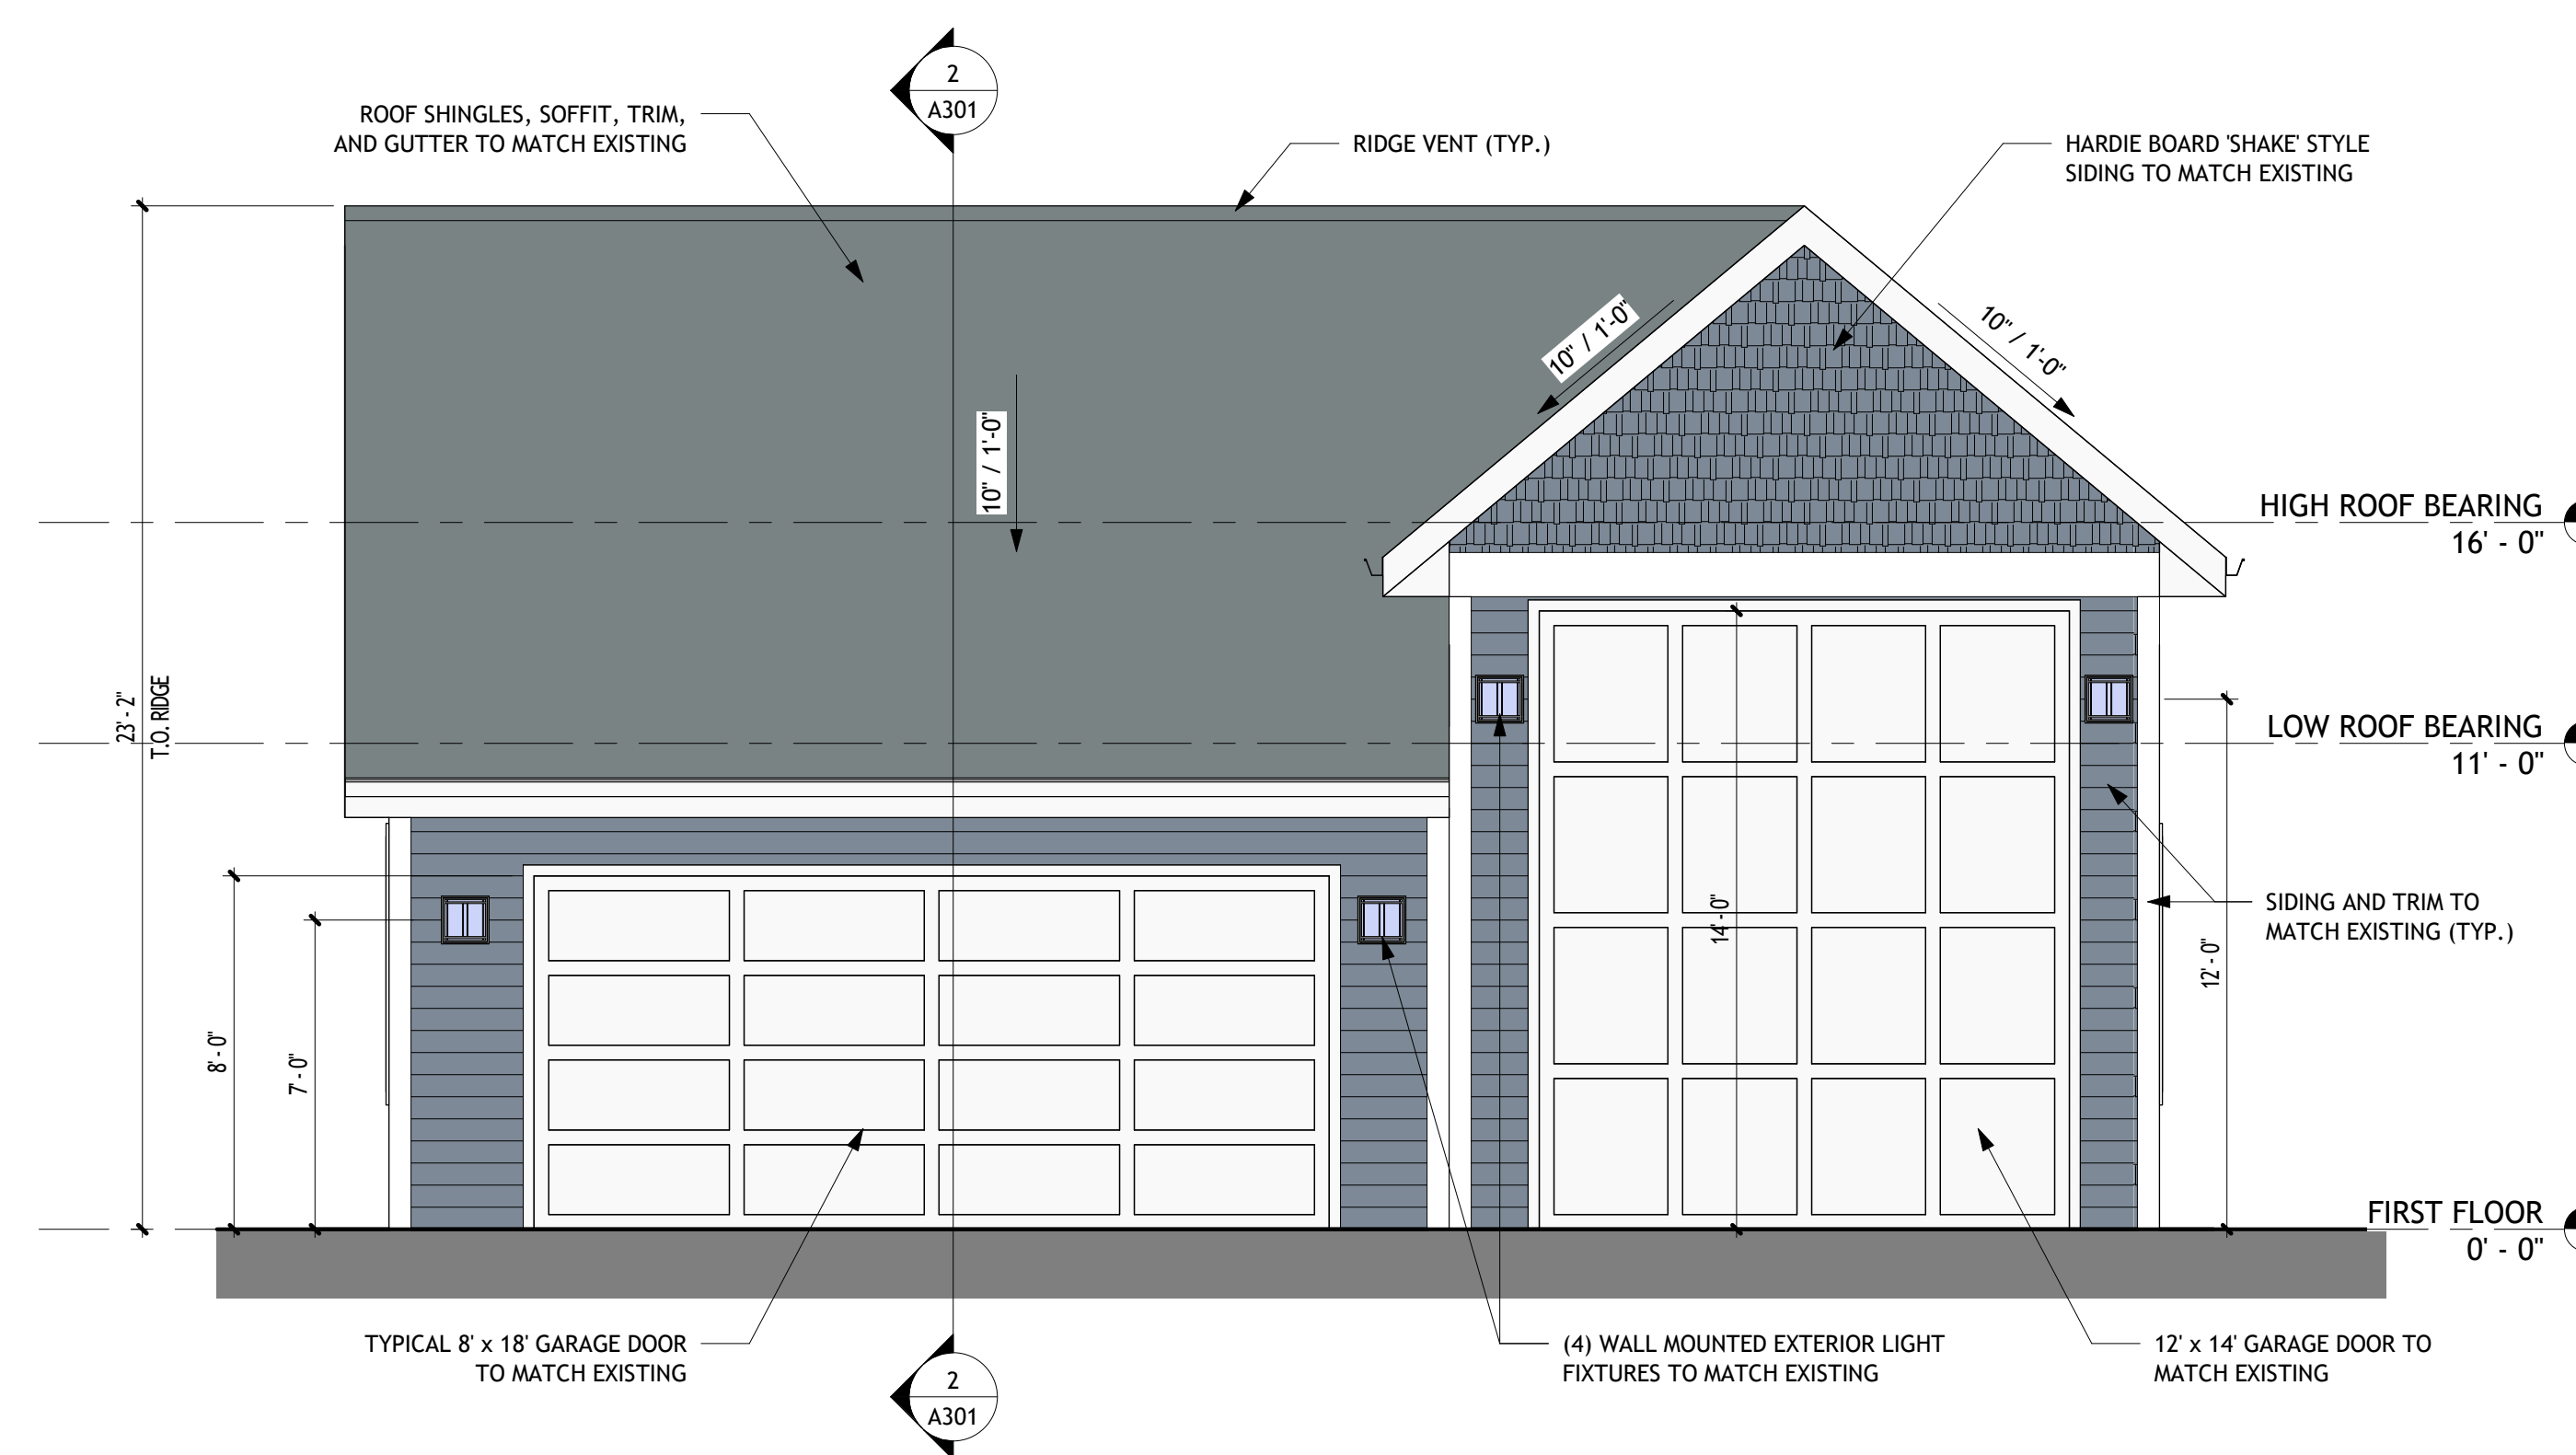 2
A301
ROOF SHINGLES, SOFFIT, TRIM,
AND GUTTER TO MATCH EXISTING
RIDGE VENT (TYP.)
HARDIE BOARD 'SHAKE' STYLE
SIDING TO MATCH EXISTING
10" / 1'-0"
10" / 1'-0"
10" / 1'-0"
HIGH ROOF BEARING
16' - 0"
23' - 2"
T.O. RIDGE
LOW ROOF BEARING
11' - 0"
8' - 0"
7' - 0"
14' - 0"
12' - 0"
SIDING AND TRIM TO
MATCH EXISTING (TYP.)
FIRST FLOOR
0' - 0"
TYPICAL 8' x 18' GARAGE DOOR
TO MATCH EXISTING
2
A301
(4) WALL MOUNTED EXTERIOR LIGHT
FIXTURES TO MATCH EXISTING
12' x 14' GARAGE DOOR TO
MATCH EXISTING